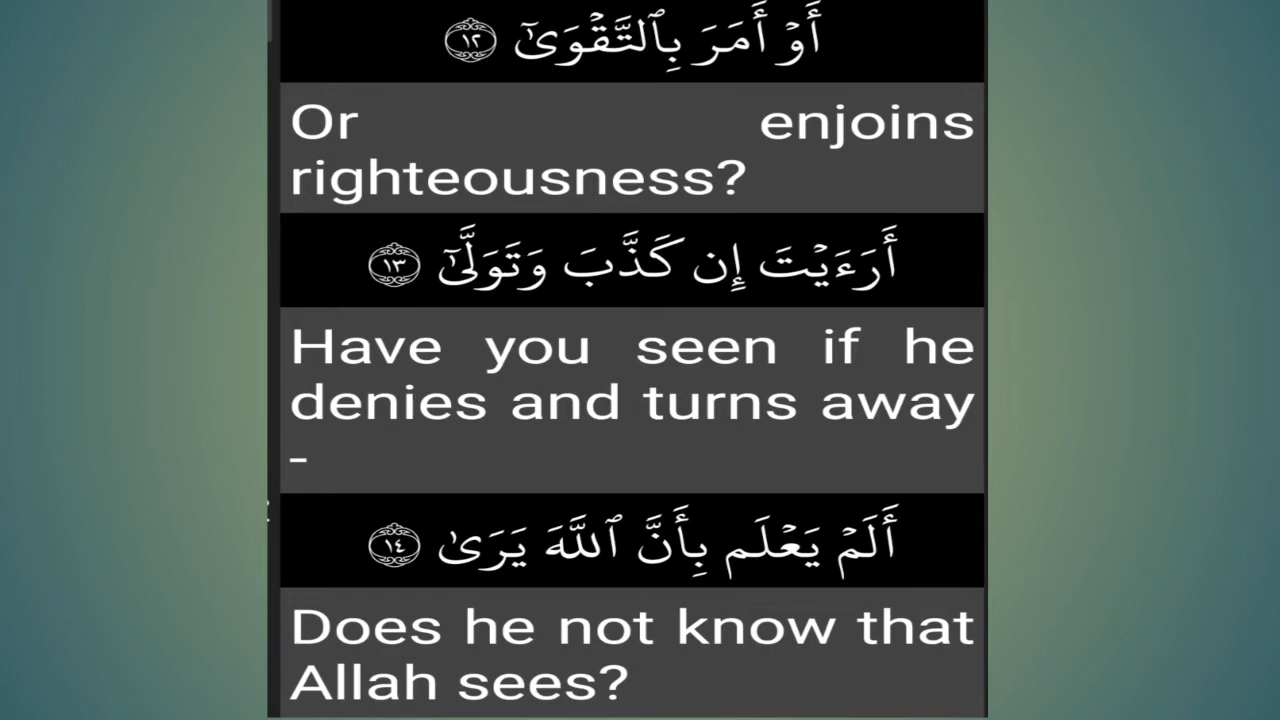 أَوۡ أَمَرَ بِٱلتَّقۡوَىٰٓ ١٢
Or enjoins
righteousness?
أَرَءَيۡتَ إِن كَذَّبَ وَتَوَلَّىٰٓ ١٣
Have you seen if he
denies and turns away
-
أَلَمۡ يَعۡلَم بِأَنَّ ٱللَّهَ يَرَىٰ ١٤
Does he not know that
Allah sees?